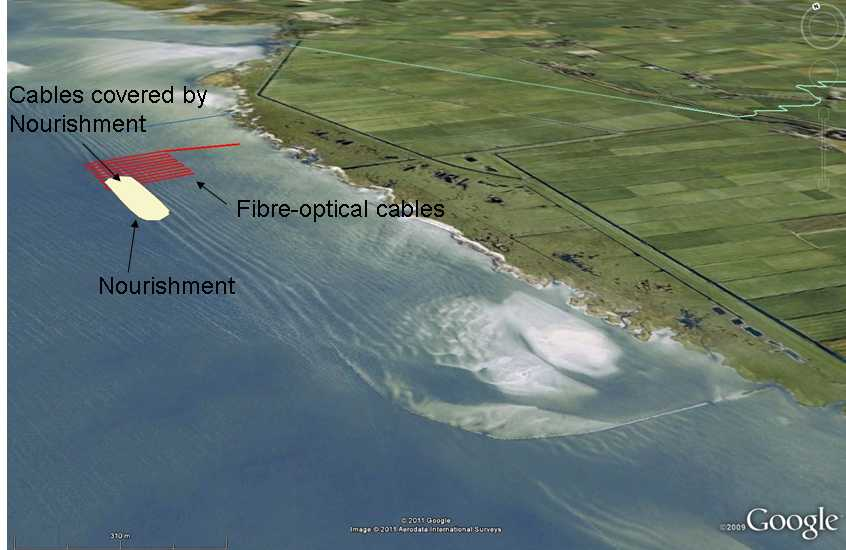 Cables covered by
Nourishment
Fibre-optical cables
Nourishment
310 m
© 2011 Google
Image © 2011 Aerodata International Surveys
©2009 Google